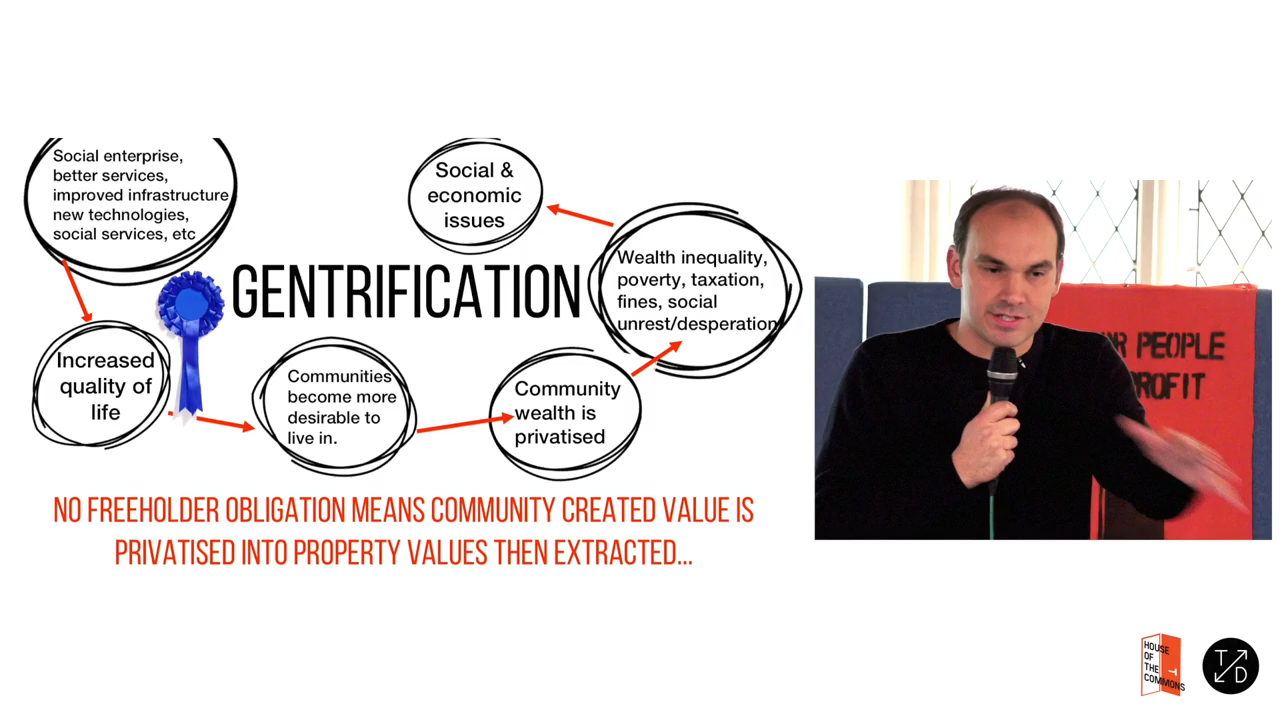 Social enterprise,
better services,
improved infrastructure
new technologies,
social services, etc
Social &
economic
issues
GENTRIFICATION
Wealth inequality,
poverty, taxation,
fines, social
unrest/desperation
Increased
quality of
life
Communities
become more
desirable to
live in.
Community
wealth is
privatised
NO FREEHOLDER OBLIGATION MEANS COMMUNITY CREATED VALUE IS
PRIVATISED INTO PROPERTY VALUES THEN EXTRACTED...
PEOPLE
HOUSE
OF
THE
COMMONS
T
D